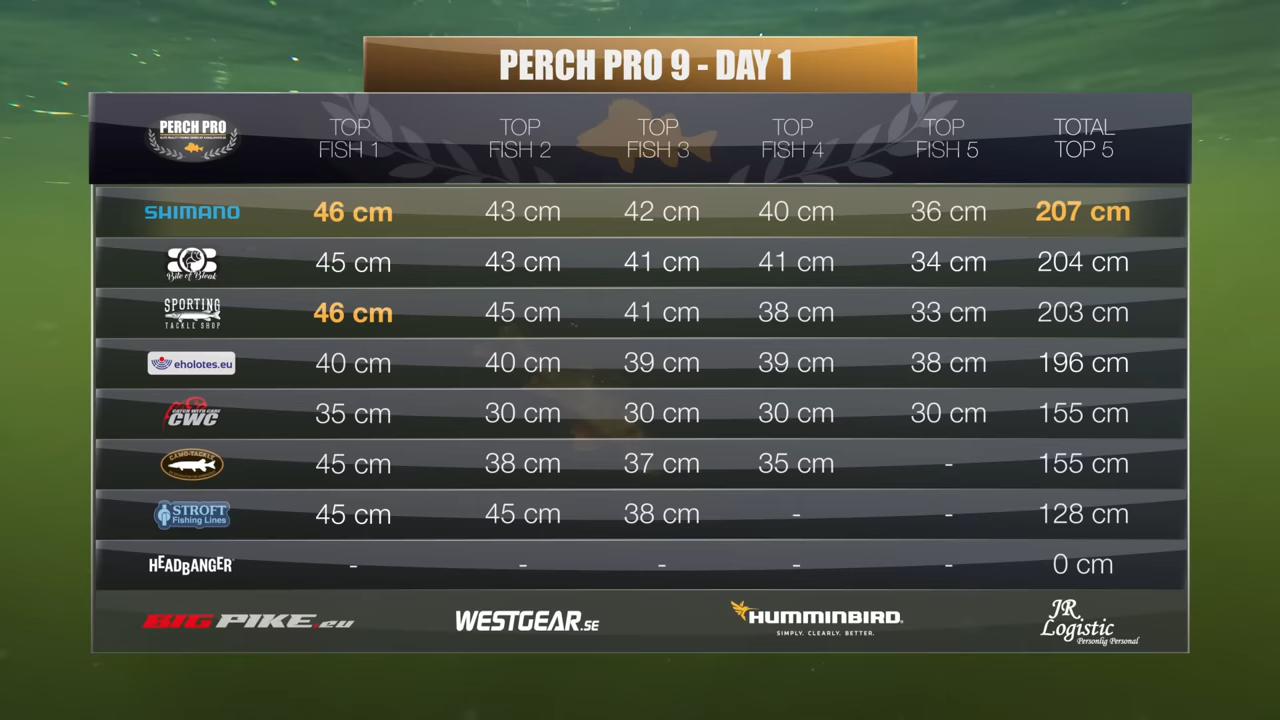 PERCH PRO 9 - DAY 1
PERCH PRO
TOP FISH 1 TOP FISH 2 TOP FISH 3 TOP FISH 4 TOP FISH 5 TOTAL TOP 5
SHIMANO 46 cm 43 cm 42 cm 40 cm 36 cm 207 cm
Bite of Bleak 45 cm 43 cm 41 cm 41 cm 34 cm 204 cm
SPORTING TACKLE SHOP 46 cm 45 cm 41 cm 38 cm 33 cm 203 cm
eholotes.eu 40 cm 40 cm 39 cm 39 cm 38 cm 196 cm
CATCH WITH CARE CWC 35 cm 30 cm 30 cm 30 cm 30 cm 155 cm
CAMO-TACKLE 45 cm 38 cm 37 cm 35 cm - 155 cm
STROFT Fishing Lines 45 cm 45 cm 38 cm - - 128 cm
HEADBANGER - - - - - 0 cm
BIG PIKE.eu WESTGEAR.SE HUMMINBIRD SIMPLY. CLEARLY. BETTER. JR Logistic Personlig Personal